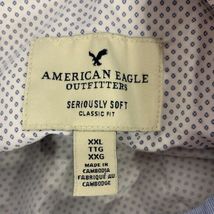 AMERICAN EAGLE
OUTFITTERS
SERIOUSLY SOFT
CLASSIC FIT
XXL
TTG
XXG
MADE IN
CAMBODIA
FABRIQUÉ AU
CAMBODGE